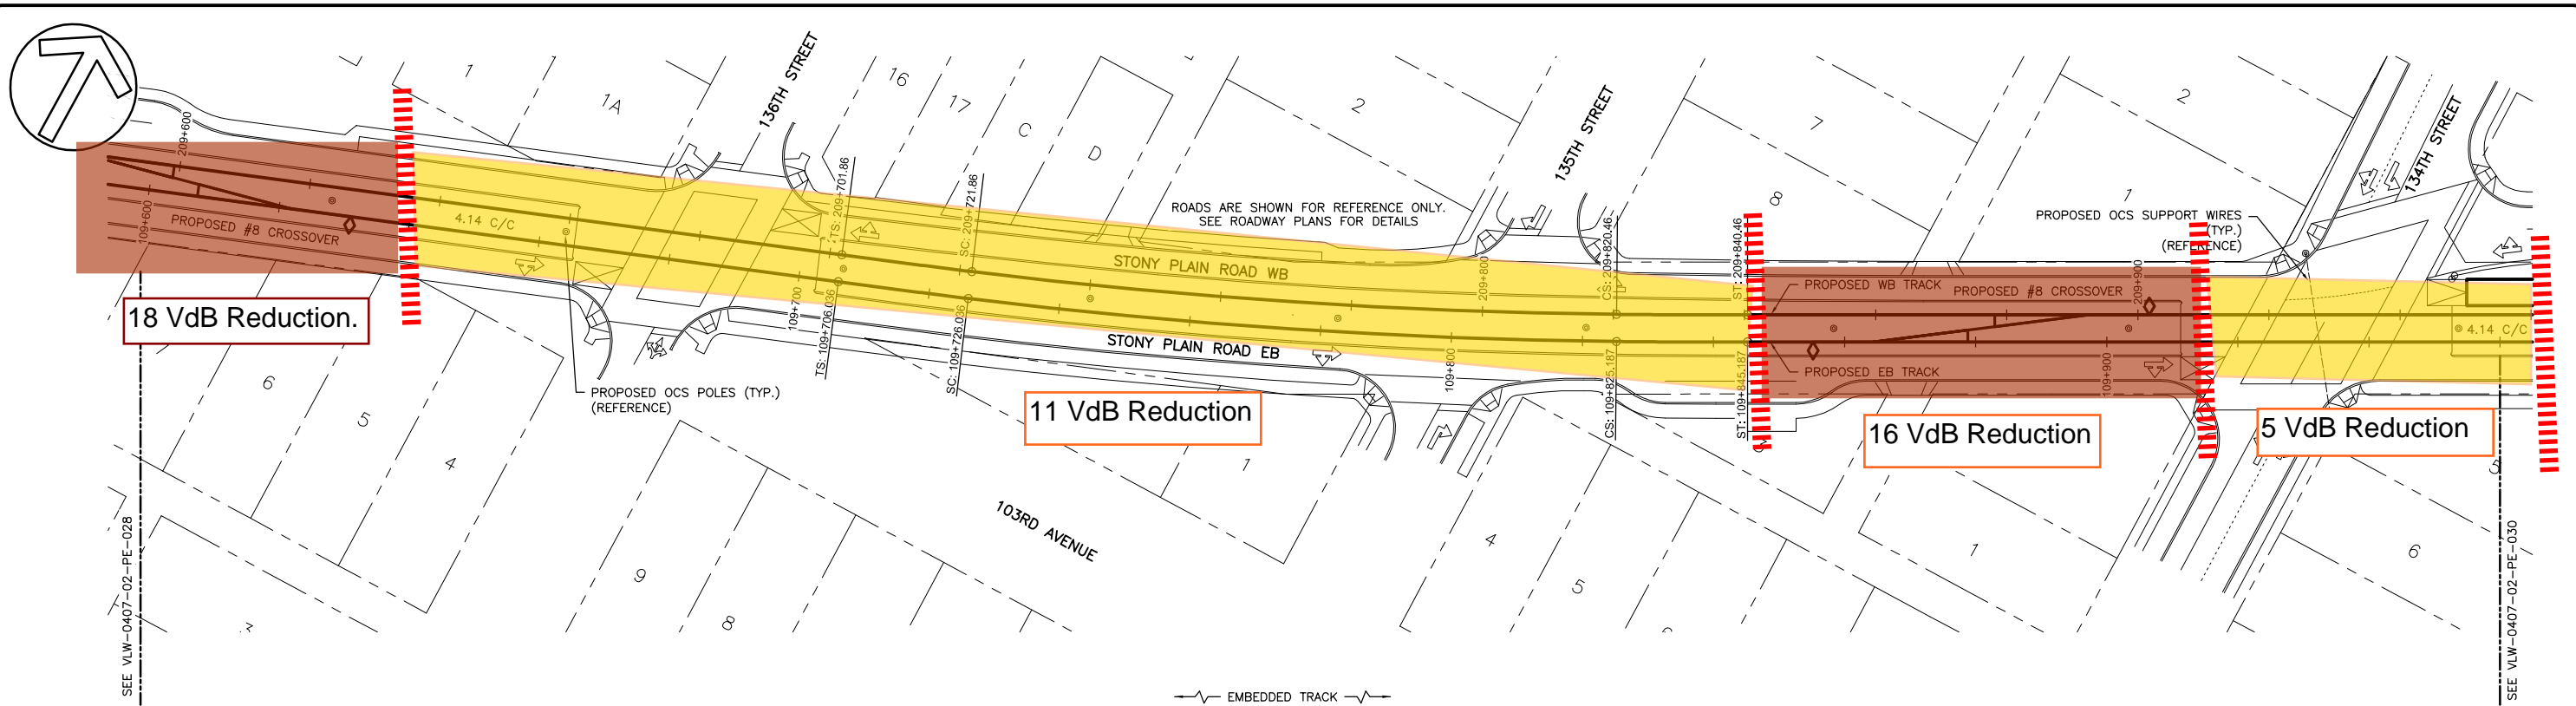 1
1A
136TH STREET
16
17
C
D
2
135TH STREET
7
8
2
1
134TH STREET
209+600
109+600
PROPOSED #8 CROSSOVER
4.14 C/C
TS: 209+701.86
SC: 209+721.86
ROADS ARE SHOWN FOR REFERENCE ONLY.
SEE ROADWAY PLANS FOR DETAILS
STONY PLAIN ROAD WB
209+800
CS: 209+820.46
ST: 209+840.46
PROPOSED WB TRACK
PROPOSED #8 CROSSOVER
209+900
PROPOSED OCS SUPPORT WIRES
(TYP.)
(REFERENCE)
4.14 C/C
18 VdB Reduction.
109+700
TS: 109+706.036
SC: 109+726.036
STONY PLAIN ROAD EB
109+800
CS: 109+825.187
ST: 109+845.187
PROPOSED EB TRACK
109+900
PROPOSED OCS POLES (TYP.)
(REFERENCE)
11 VdB Reduction
16 VdB Reduction
5 VdB Reduction
6
5
4
9
8
103RD AVENUE
1
4
5
1
5
6
SEE VLW-0407-02-PE-028
SEE VLW-0407-02-PE-030
EMBEDDED TRACK